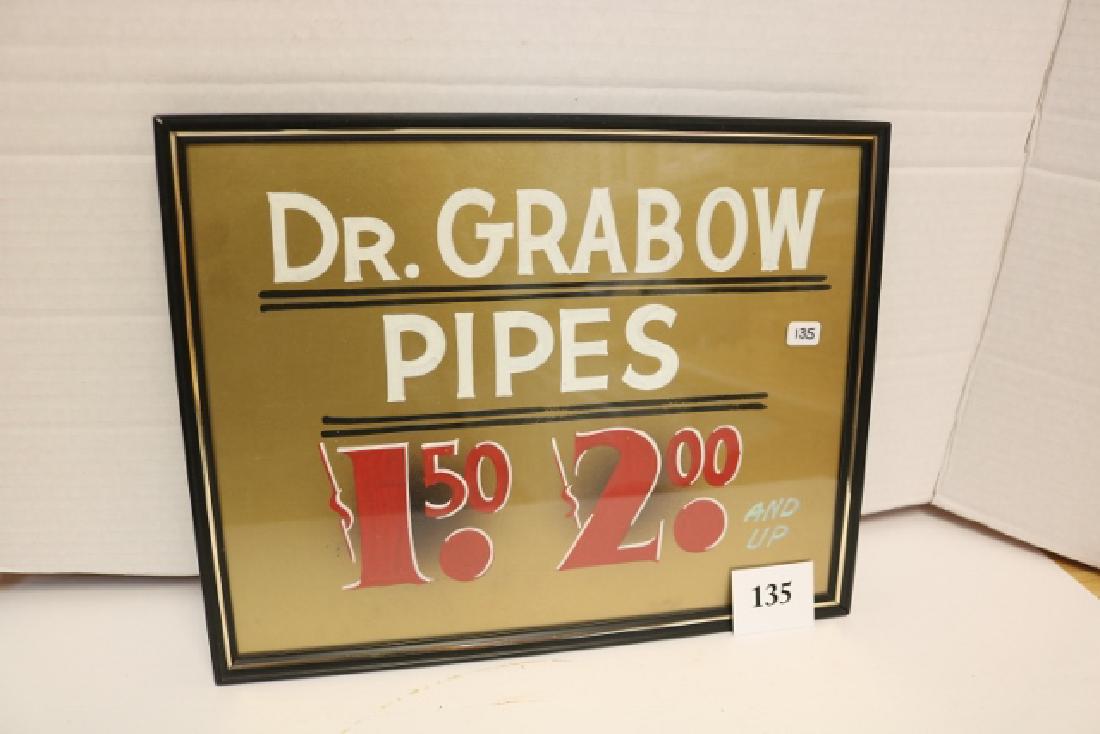 DR. GRABOW
PIPES
135
$1.50 $2.00 AND UP
135